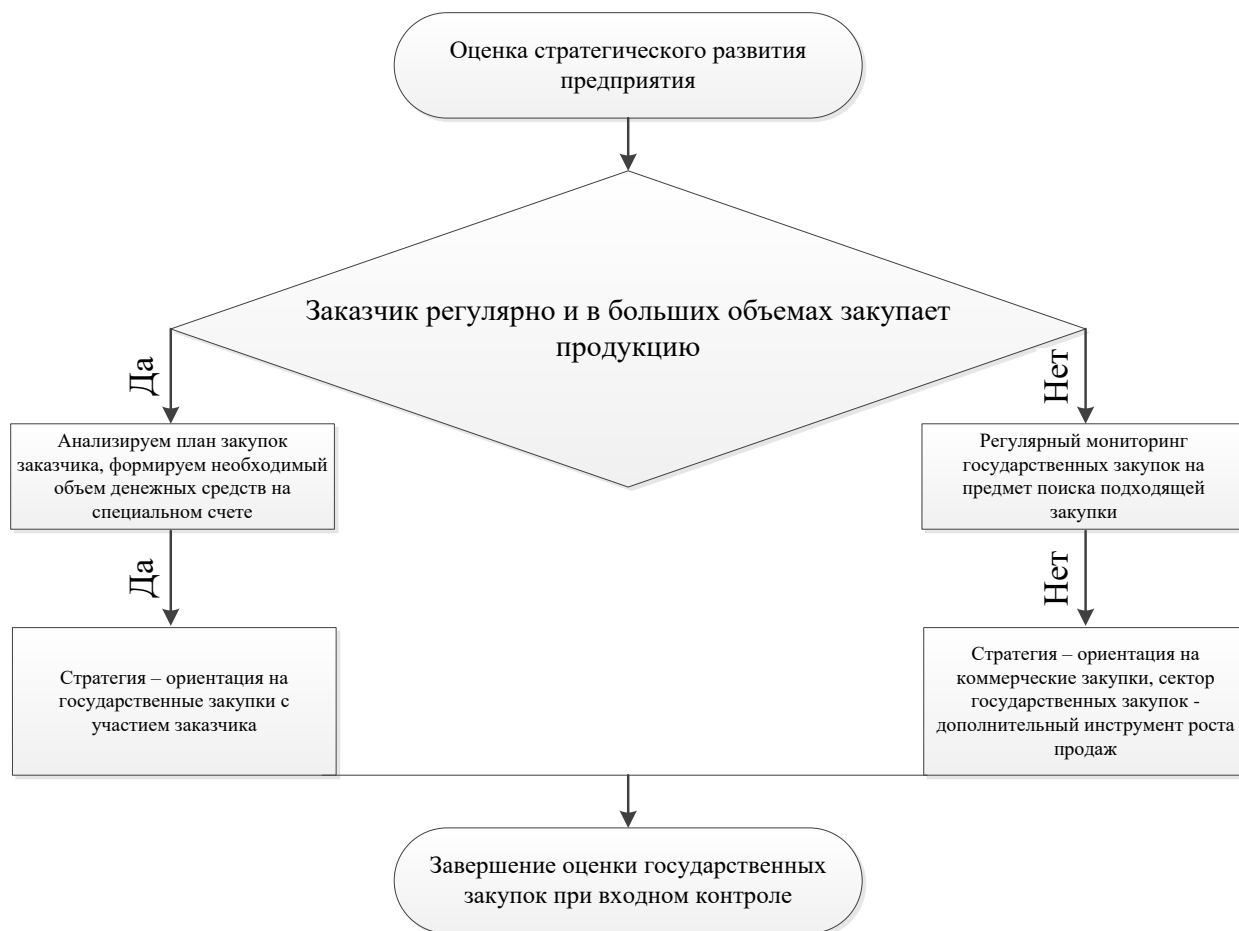 Оценка стратегического развития
предприятия
Заказчик регулярно и в больших объемах закупает
продукцию
Да
Нет
Анализируем план закупок
заказчика, формируем необходимый
объем денежных средств на
специальном счете
Регулярный мониторинг
государственных закупок на
предмет поиска подходящей
закупки
Да
Нет
Стратегия – ориентация на
государственные закупки с
участием заказчика
Стратегия – ориентация на
коммерческие закупки, сектор
государственных закупок -
дополнительный инструмент роста
продаж
Завершение оценки государственных
закупок при входном контроле